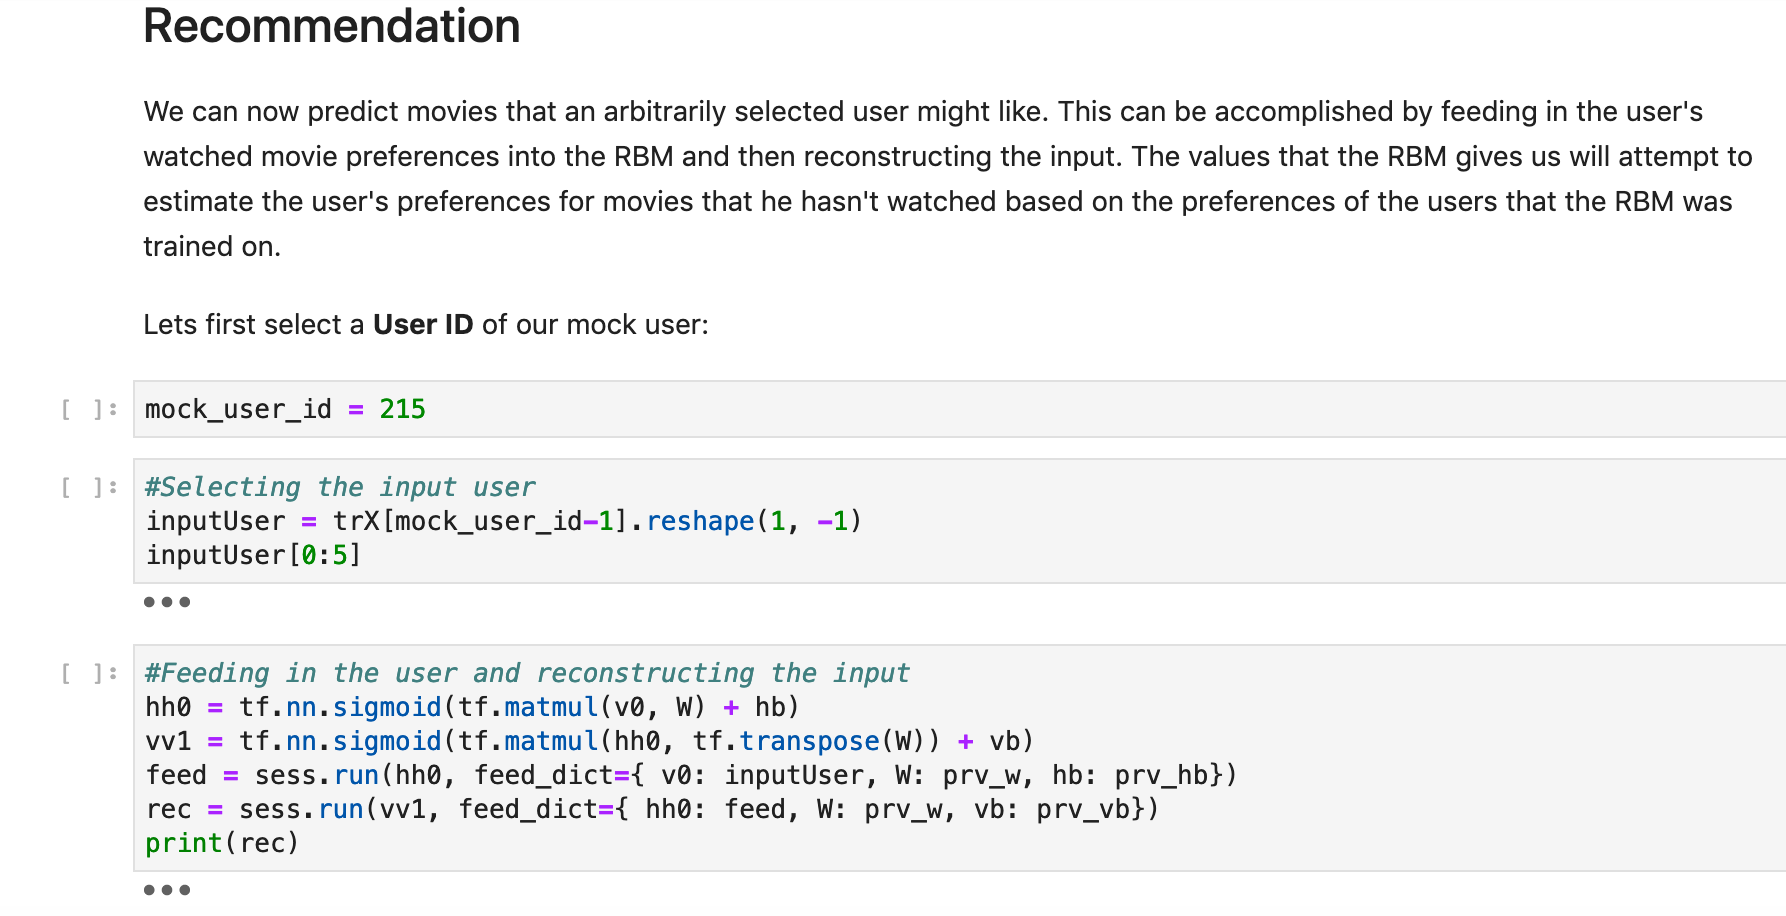 Recommendation
We can now predict movies that an arbitrarily selected user might like. This can be accomplished by feeding in the user's
watched movie preferences into the RBM and then reconstructing the input. The values that the RBM gives us will attempt to
estimate the user's preferences for movies that he hasn't watched based on the preferences of the users that the RBM was
trained on.
Lets first select a User ID of our mock user:
[ ]: mock_user_id = 215
[ ]: #Selecting the input user
inputUser = trX[mock_user_id-1].reshape(1, -1)
inputUser[0:5]
[ ]: #Feeding in the user and reconstructing the input
hh0 = tf.nn.sigmoid(tf.matmul(v0, W) + hb)
vv1 = tf.nn.sigmoid(tf.matmul(hh0, tf.transpose(W)) + vb)
feed = sess.run(hh0, feed_dict={ v0: inputUser, W: prv_w, hb: prv_hb})
rec = sess.run(vv1, feed_dict={ hh0: feed, W: prv_w, vb: prv_vb})
print(rec)